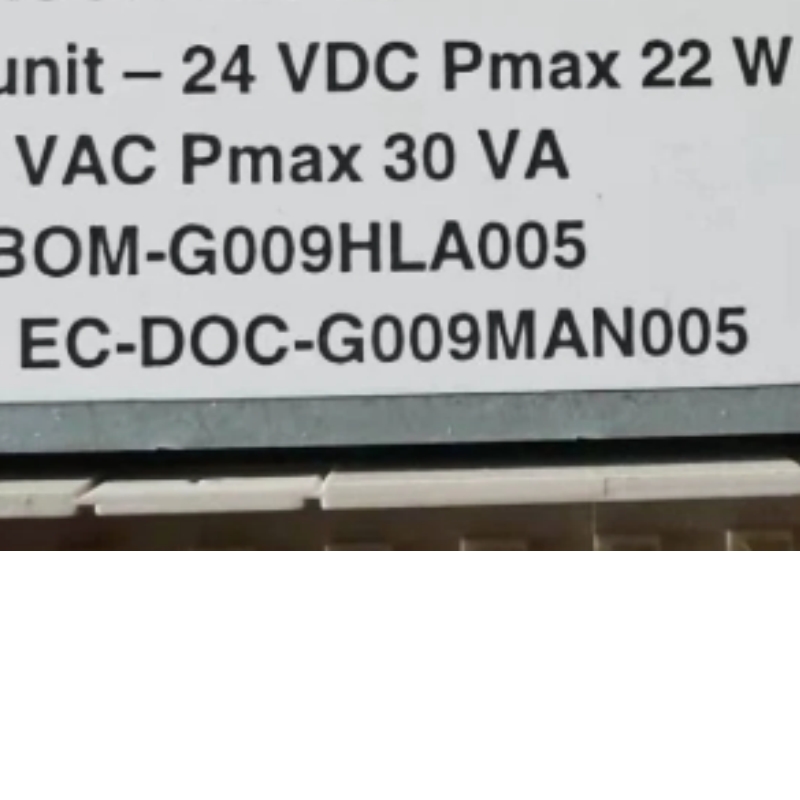 unit – 24 VDC Pmax 22 W
VAC Pmax 30 VA
BOM-G009HLA005
EC-DOC-G009MAN005